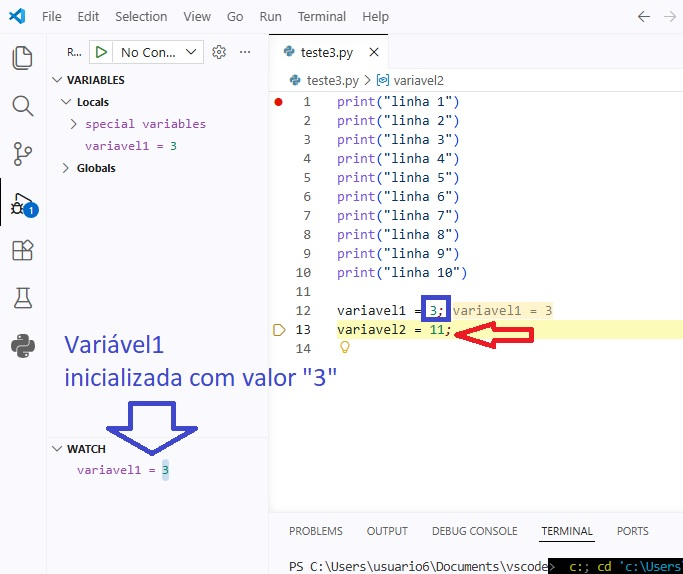 File Edit Selection View Go Run Terminal Help
R... No Con... ...
teste3.py
teste3.py > variavel2
VARIABLES
Locals
special variables
variavel1 = 3
Globals
1 print("linha 1")
2 print("linha 2")
3 print("linha 3")
4 print("linha 4")
5 print("linha 5")
6 print("linha 6")
7 print("linha 7")
8 print("linha 8")
9 print("linha 9")
10 print("linha 10")
11
12 variavel1 = 3; variavel1 = 3
13 variavel2 = 11;
14
1
Variável1
inicializada com valor "3"
WATCH
variavel1 = 3
PROBLEMS OUTPUT DEBUG CONSOLE TERMINAL PORTS
PS C:\Users\usuario6\Documents\vscode> c:; cd 'c:\Users